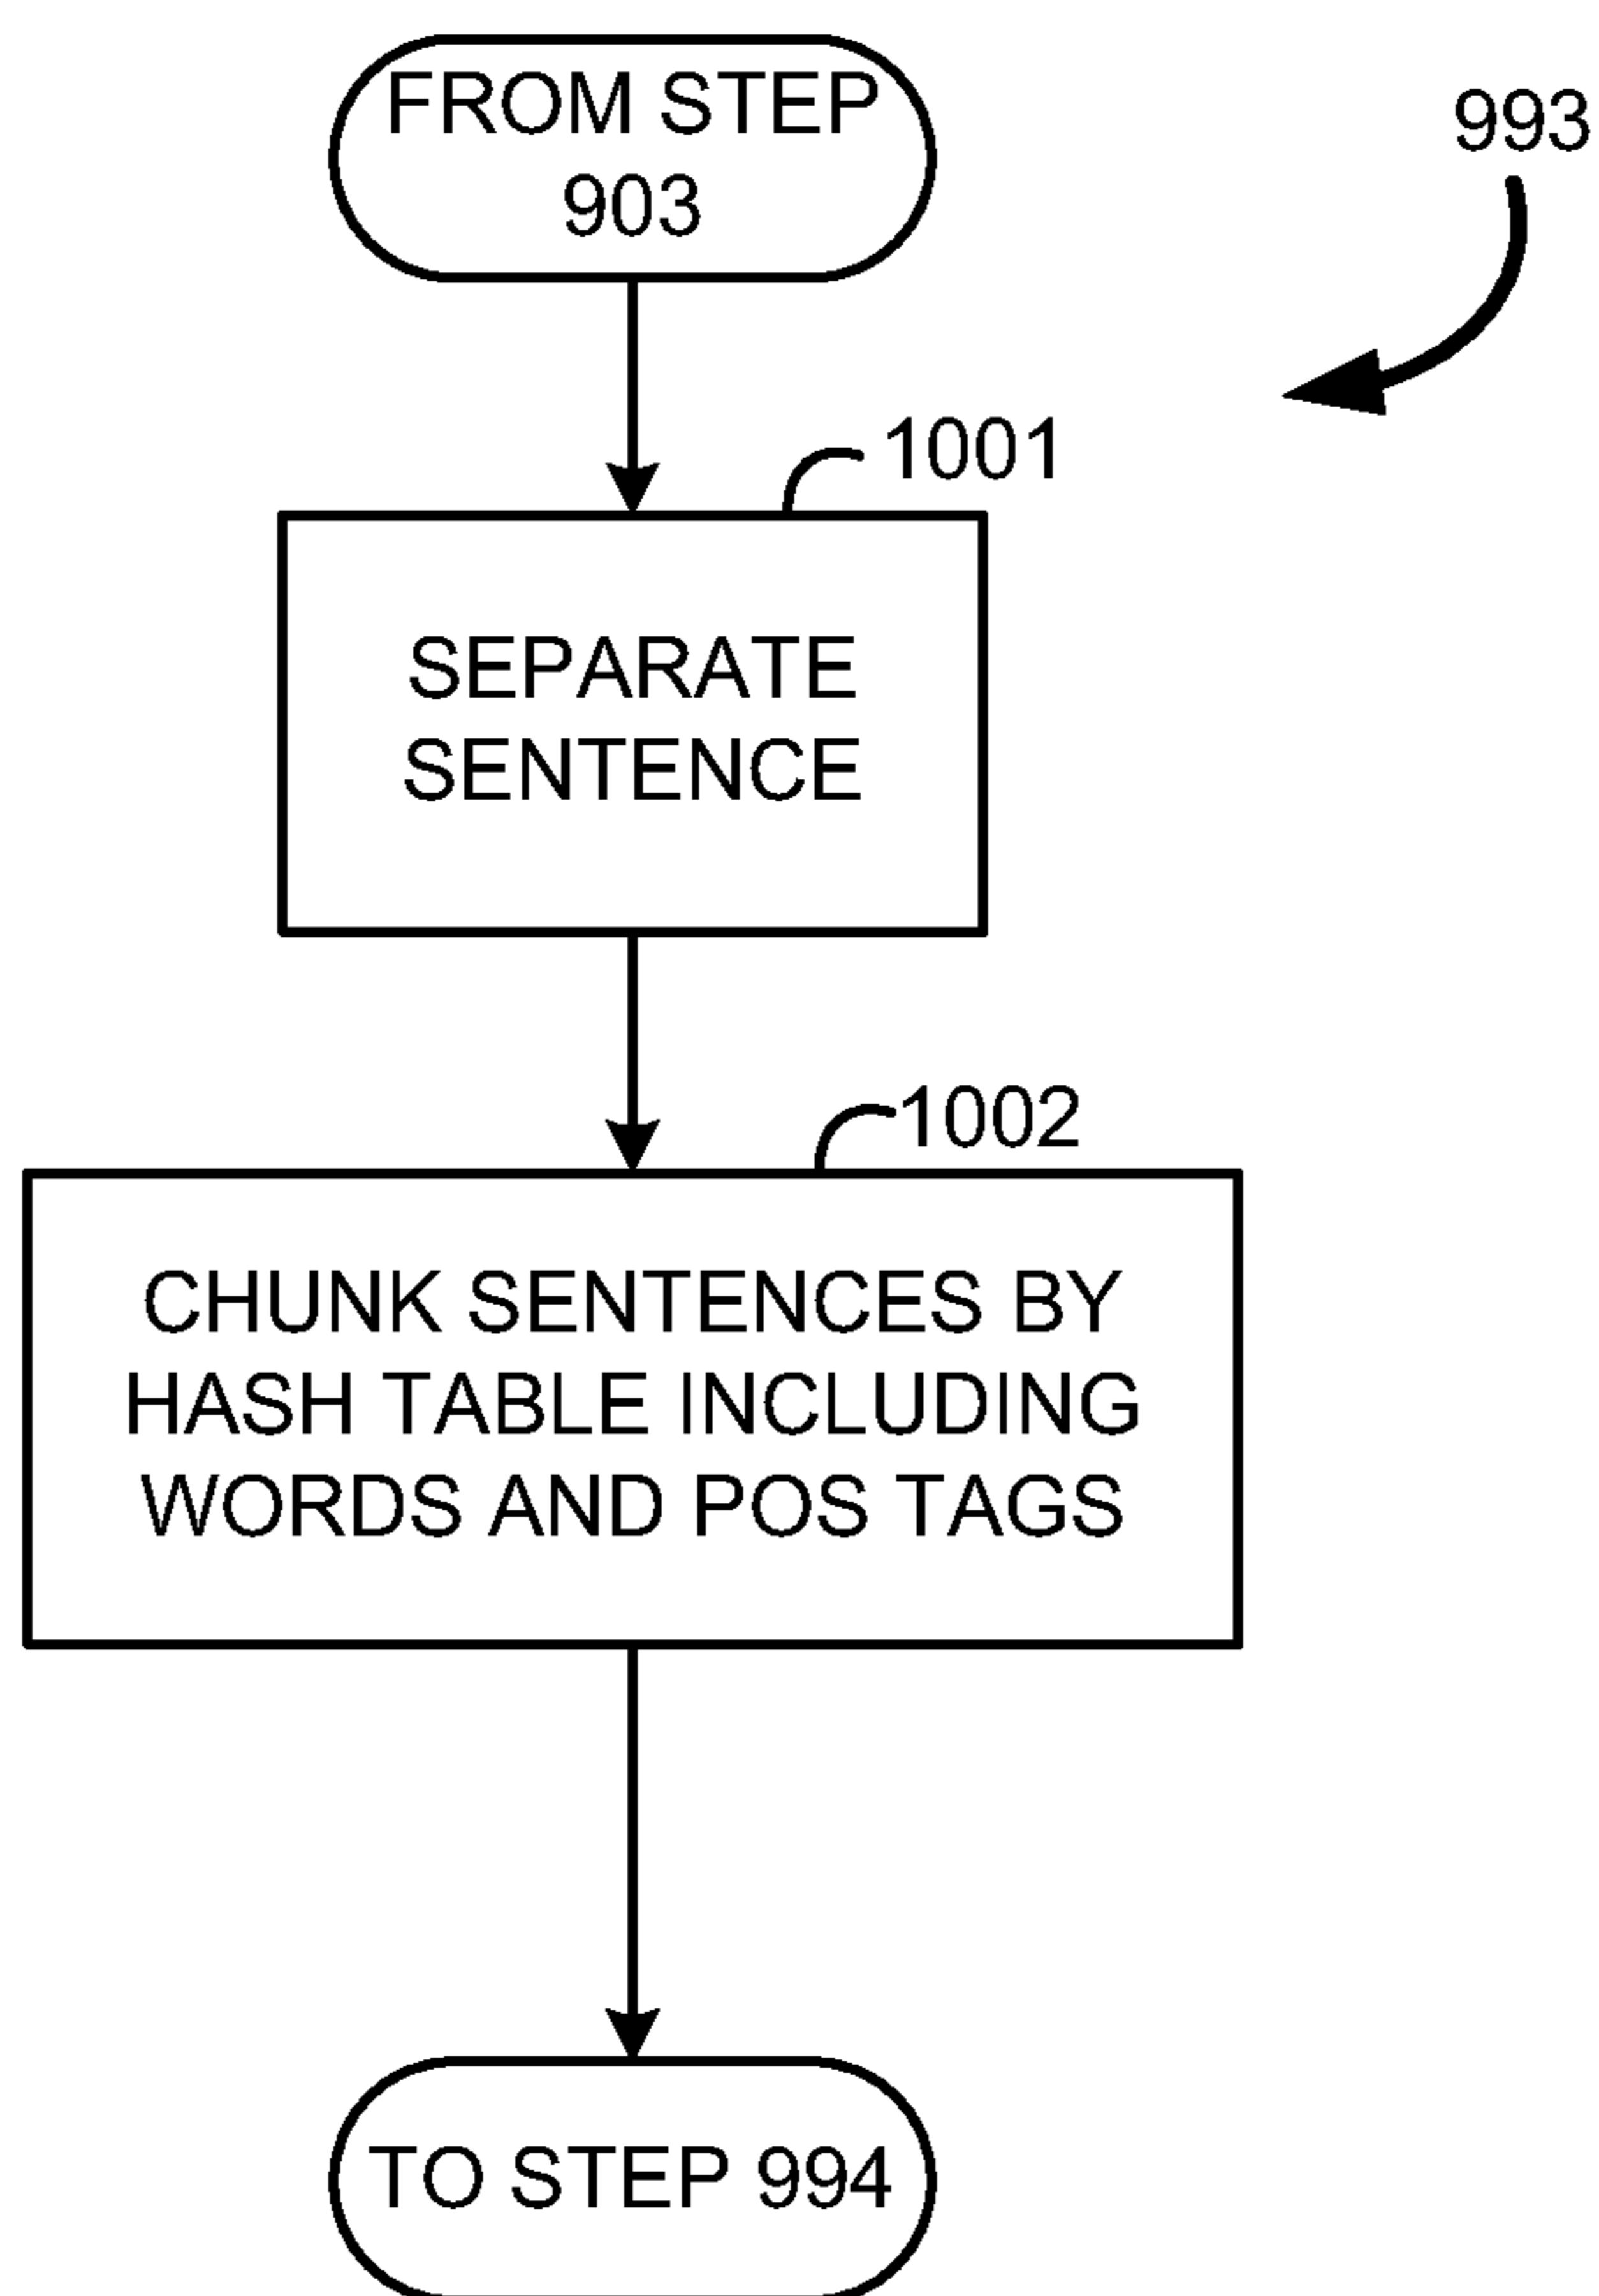 FROM STEP
903
993
1001
SEPARATE
SENTENCE
1002
CHUNK SENTENCES BY
HASH TABLE INCLUDING
WORDS AND POS TAGS
TO STEP 994